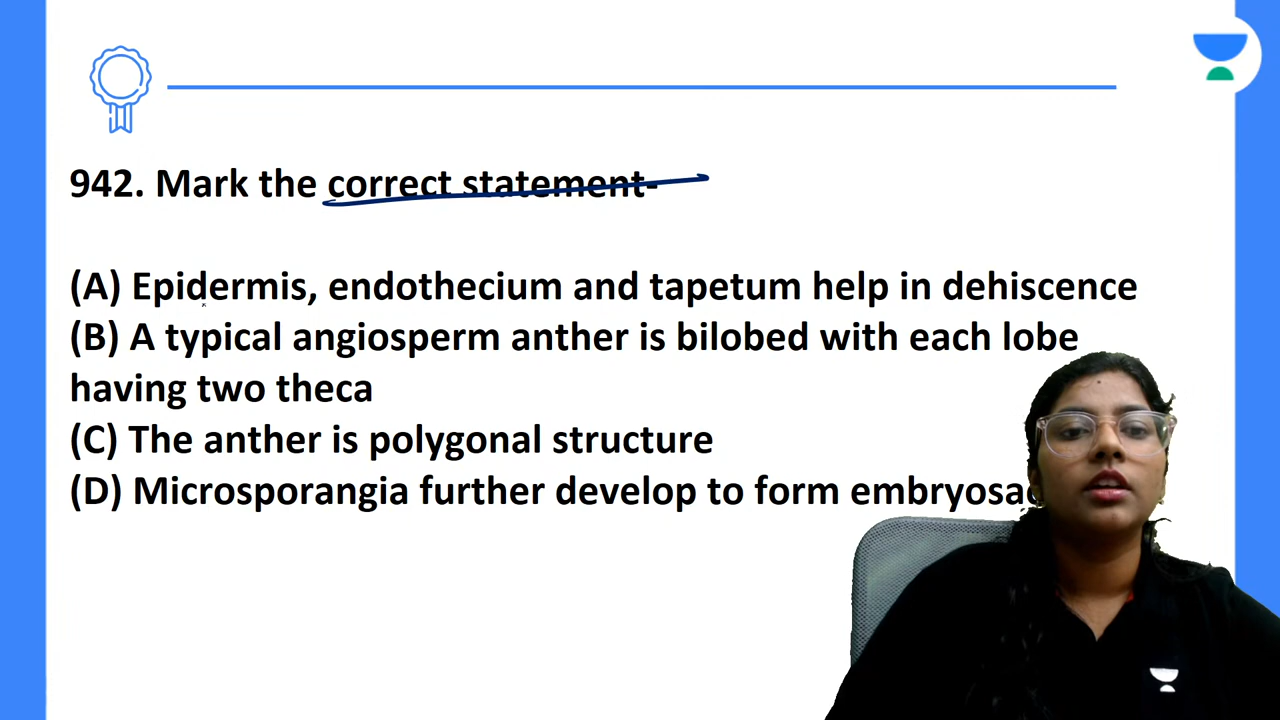 942. Mark the correct statement-
(A) Epidermis, endothecium and tapetum help in dehiscence
(B) A typical angiosperm anther is bilobed with each lobe
having two theca
(C) The anther is polygonal structure
(D) Microsporangia further develop to form